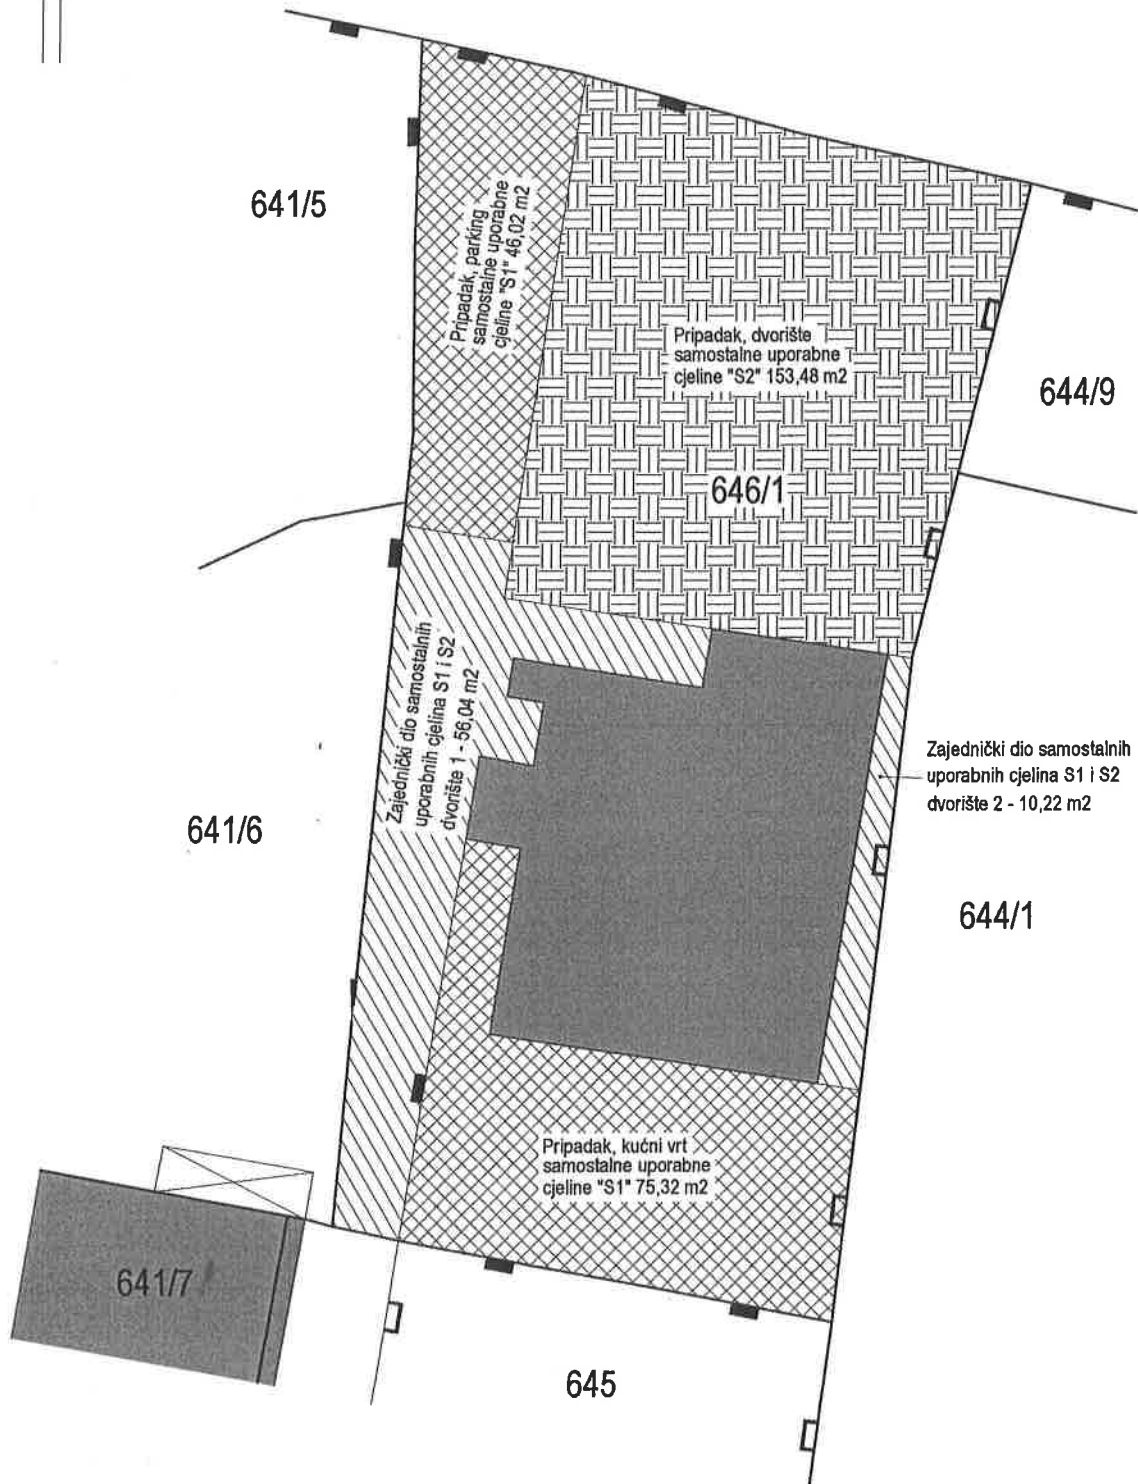 641/5
Pripadak, parking
samostalne uporabne
cjeline "S1" 46,02 m2
Pripadak, dvorište
samostalne uporabne
cjeline "S2" 153,48 m2
644/9
646/1
Zajednički dio samostalnih
uporabnih cjelina S1 i S2
dvorište 1 - 56,04 m2
Zajednički dio samostalnih
uporabnih cjelina S1 i S2
dvorište 2 - 10,22 m2
641/6
644/1
Pripadak, kućni vrt
samostalne uporabne
cjeline "S1" 75,32 m2
641/7
645